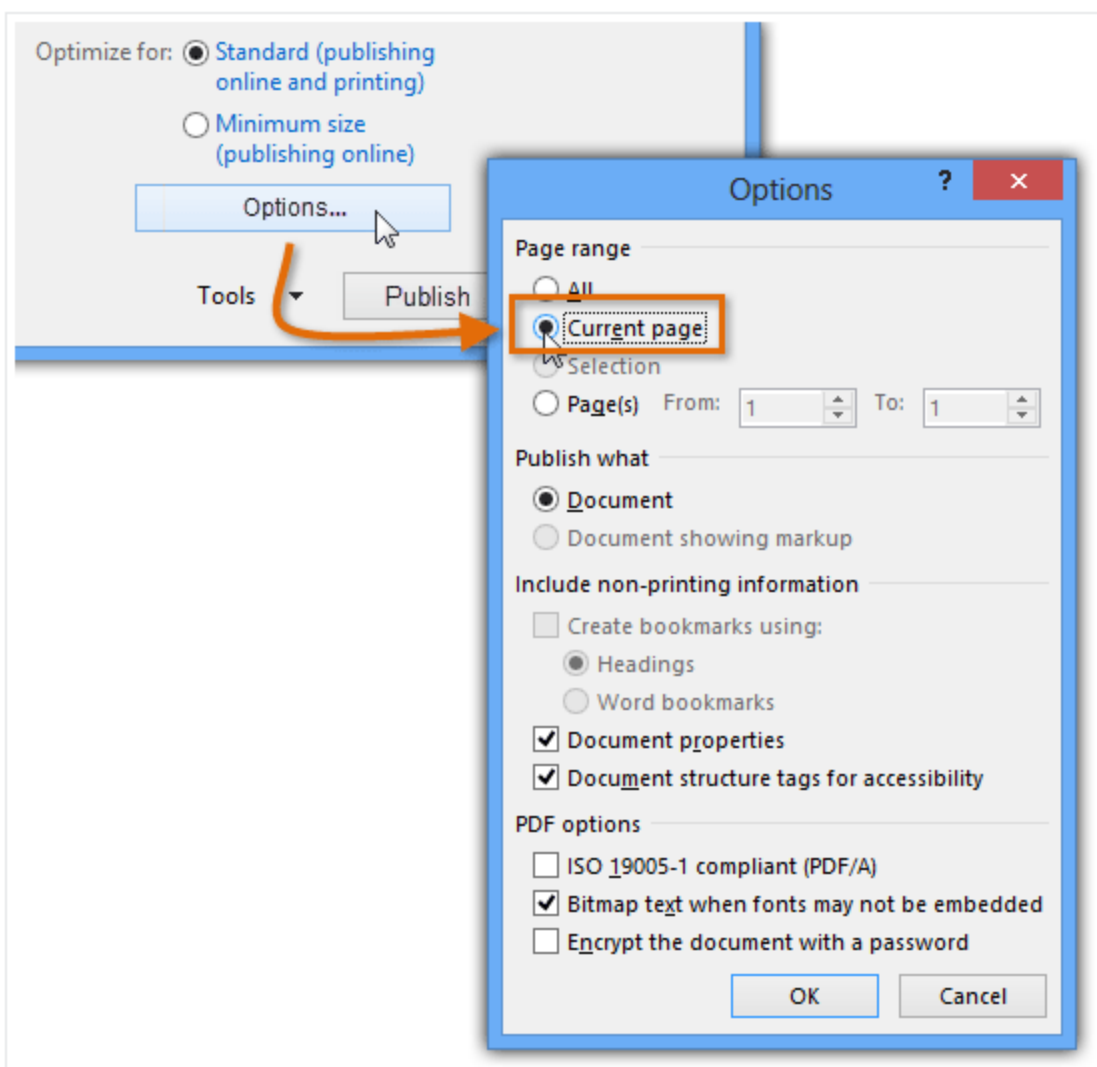 Optimize for: Standard (publishing
online and printing)
Minimum size
(publishing online)
Options...
Tools
Publish
Options ?
Page range
All
Current page
Selection
Page(s) From: 1 To: 1
Publish what
Document
Document showing markup
Include non-printing information
Create bookmarks using:
Headings
Word bookmarks
Document properties
Document structure tags for accessibility
PDF options
ISO 19005-1 compliant (PDF/A)
Bitmap text when fonts may not be embedded
Encrypt the document with a password
OK Cancel